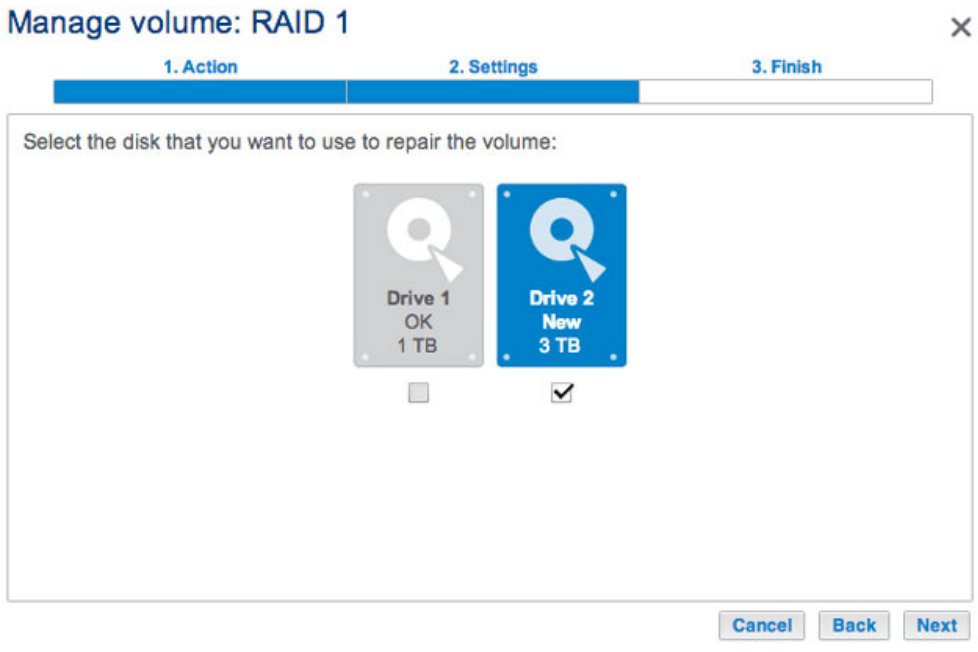 Manage volume: RAID 1
1. Action
2. Settings
3. Finish
Select the disk that you want to use to repair the volume:
Drive 1
OK
1 TB
Drive 2
New
3 TB
Cancel
Back
Next